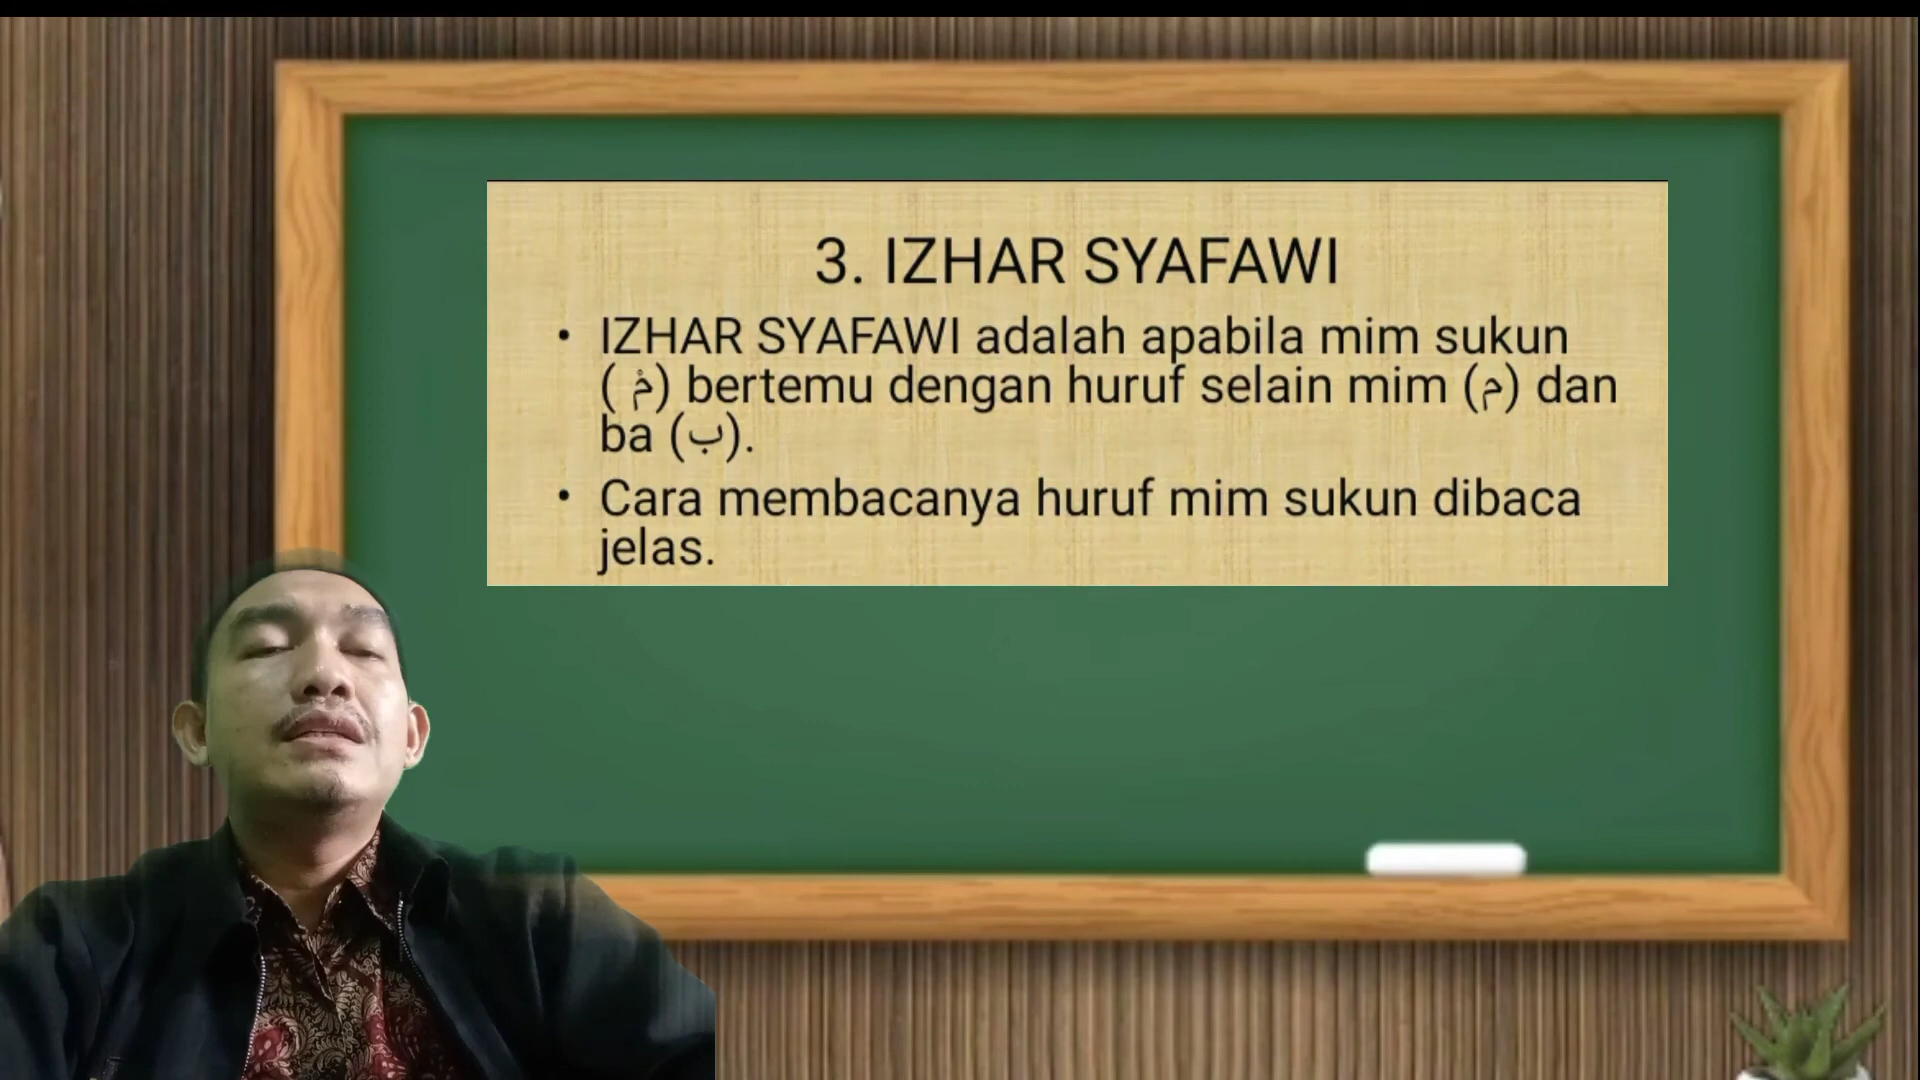 3. IZHAR SYAFAWI
• IZHAR SYAFAWI adalah apabila mim sukun
( مْ) bertemu dengan huruf selain mim (م) dan
ba (ب).
• Cara membacanya huruf mim sukun dibaca
jelas.